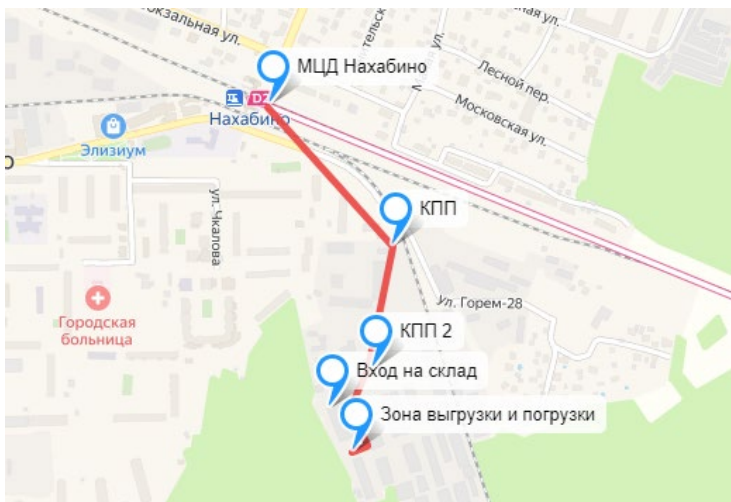 Вокзальная ул.
МЦД Нахабино
D2
Нахабино
Лесной пер.
Московская ул.
Элизиум
ул. Чкалова
КПП
ул. Горем-28
Городская
больница
КПП 2
Вход на склад
Зона выгрузки и погрузки